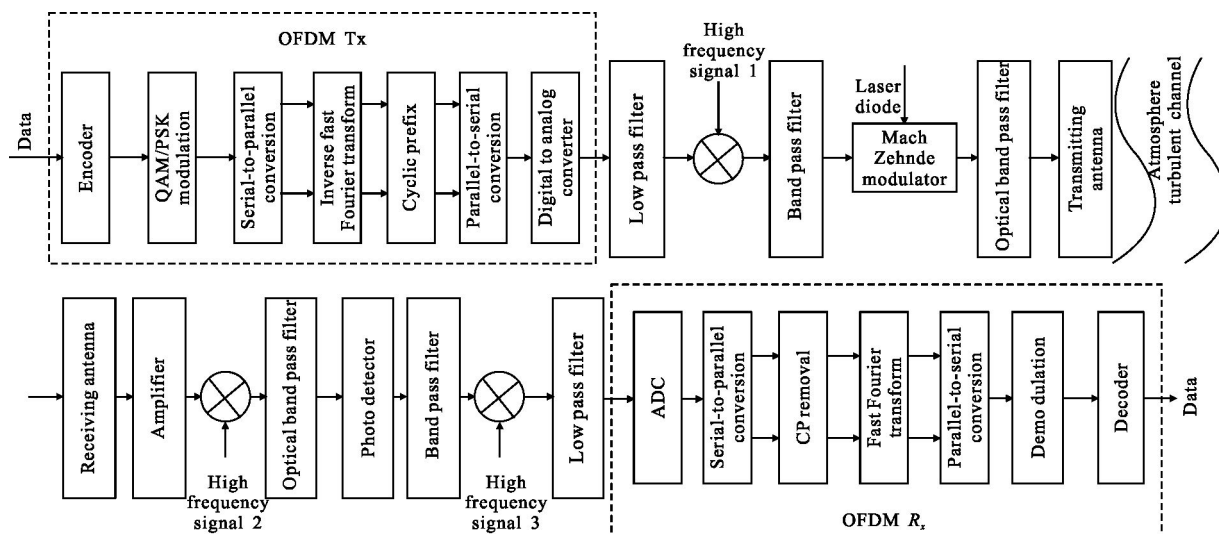 OFDM Tx
Data
Encoder
QAM/PSK
modulation
Serial-to-parallel
conversion
Inverse fast
Fourier transform
Cyclic prefix
Parallel-to-serial
conversion
Digital to analog
converter
Low pass filter
High
frequency
signal 1
Band pass filter
Laser
diode
Mach
Zehnde
modulator
Optical band pass filter
Transmitting
antenna
Atmosphere
turbulent channel
Receiving antenna
Amplifier
High
frequency
signal 2
Optical band pass filter
Photo detector
Band pass filter
High
frequency
signal 3
Low pass filter
ADC
Serial-to-parallel
conversion
CP removal
Fast Fourier
transform
Parallel-to-serial
conversion
Demo dulation
Decoder
Data
OFDM Rx